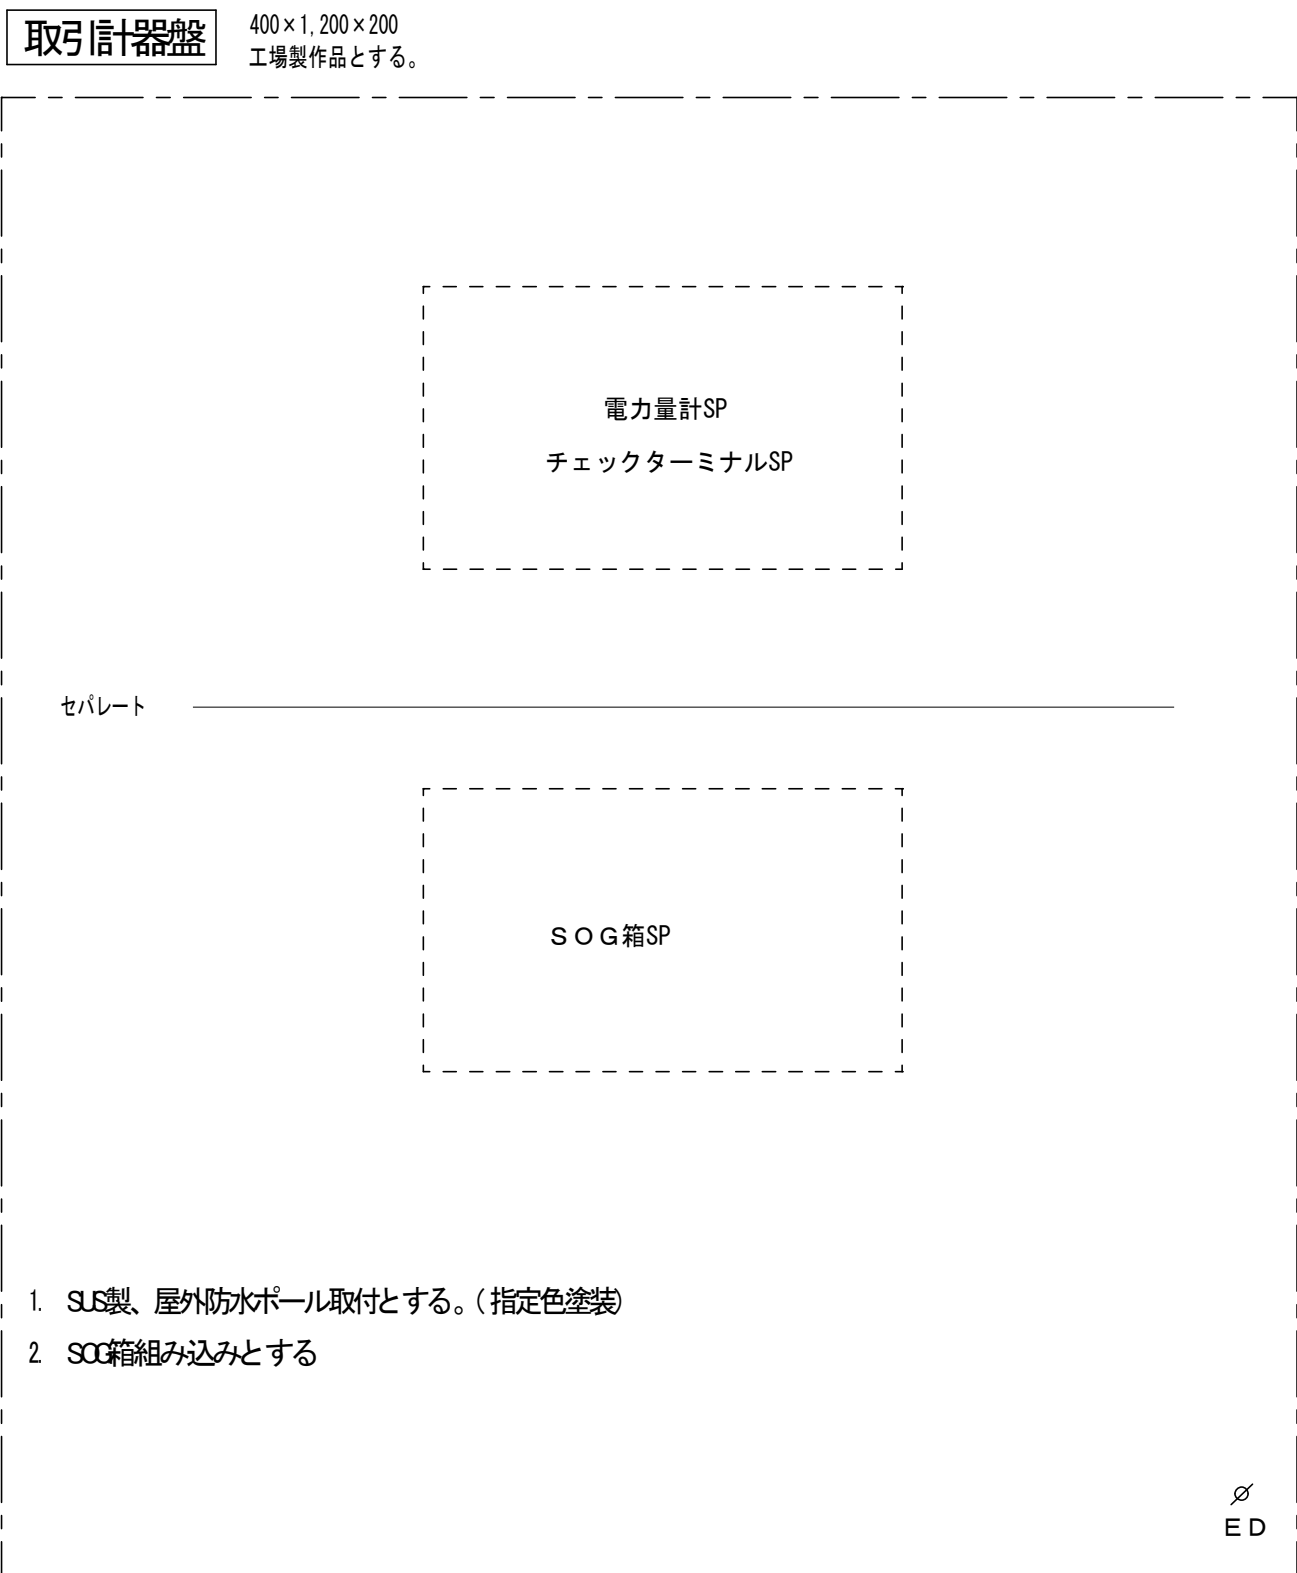 取引計器盤
400×1,200×200
工場製作品とする。
電力量計SP
チェックターミナルSP
セパレート
ＳＯＧ箱SP
1. SUS製、屋外防水ポール取付とする。(指定色塗装)
2. SOG箱組み込みとする
ＥＤ